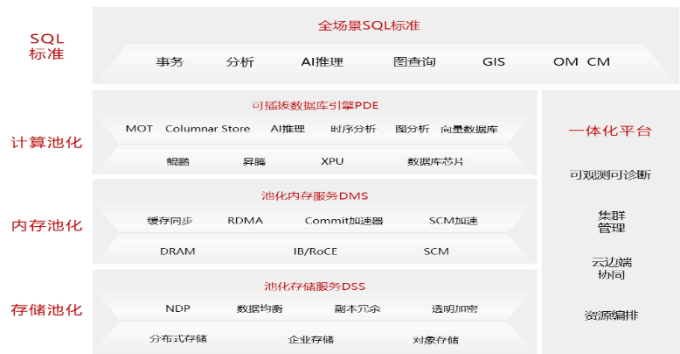 SQL
标准
全场景SQL标准
事务 分析 AI推理 图查询 GIS OM CM
计算池化
可插拔数据库引擎PDE
MOT Columnar Store AI推理 时序分析 图分析 向量数据库
鲲鹏 昇腾 XPU 数据库芯片
内存池化
池化内存服务DMS
缓存同步 RDMA Commit加速器 SCM加速
DRAM IB/RoCE SCM
存储池化
池化存储服务DSS
NDP 数据均衡 副本冗余 透明加密
分布式存储 企业存储 对象存储
一体化平台
可观测可诊断
集群
管理
云边端
协同
资源编排